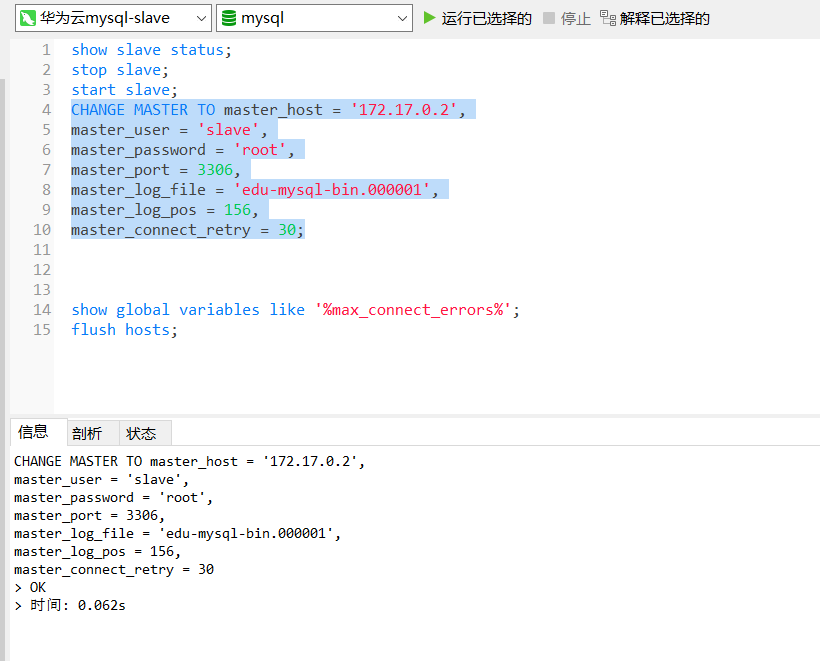 华为云mysql-slave mysql 运行已选择的 停止 解释已选择的
1 show slave status;
2 stop slave;
3 start slave;
4 CHANGE MASTER TO master_host = '172.17.0.2',
5 master_user = 'slave',
6 master_password = 'root',
7 master_port = 3306,
8 master_log_file = 'edu-mysql-bin.000001',
9 master_log_pos = 156,
10 master_connect_retry = 30;
11
12
13
14 show global variables like '%max_connect_errors%';
15 flush hosts;
信息 剖析 状态
CHANGE MASTER TO master_host = '172.17.0.2',
master_user = 'slave',
master_password = 'root',
master_port = 3306,
master_log_file = 'edu-mysql-bin.000001',
master_log_pos = 156,
master_connect_retry = 30
> OK
> 时间: 0.062s